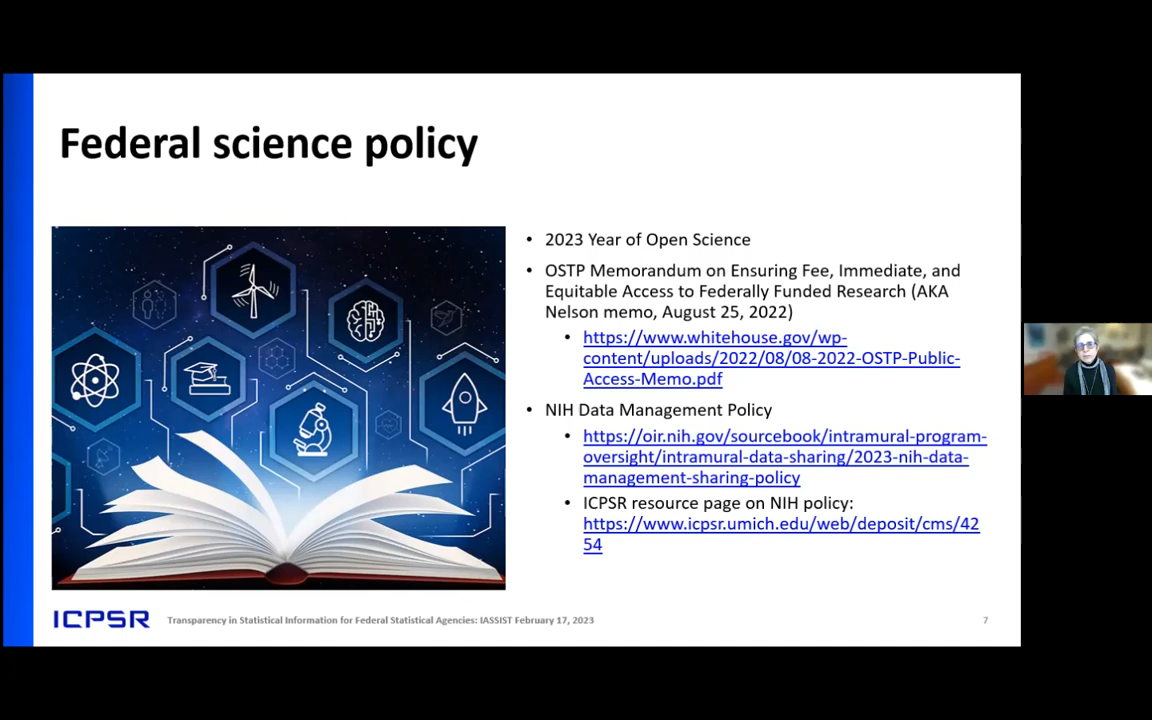 Federal science policy
• 2023 Year of Open Science
• OSTP Memorandum on Ensuring Fee, Immediate, and
Equitable Access to Federally Funded Research (AKA
Nelson memo, August 25, 2022)
• https://www.whitehouse.gov/wp-
content/uploads/2022/08/08-2022-OSTP-Public-
Access-Memo.pdf
• NIH Data Management Policy
• https://oir.nih.gov/sourcebook/intramural-program-
oversight/intramural-data-sharing/2023-nih-data-
management-sharing-policy
• ICPSR resource page on NIH policy:
https://www.icpsr.umich.edu/web/deposit/cms/42
54
ICPSR
Transparency in Statistical Information for Federal Statistical Agencies: IASSIST February 17, 2023
7